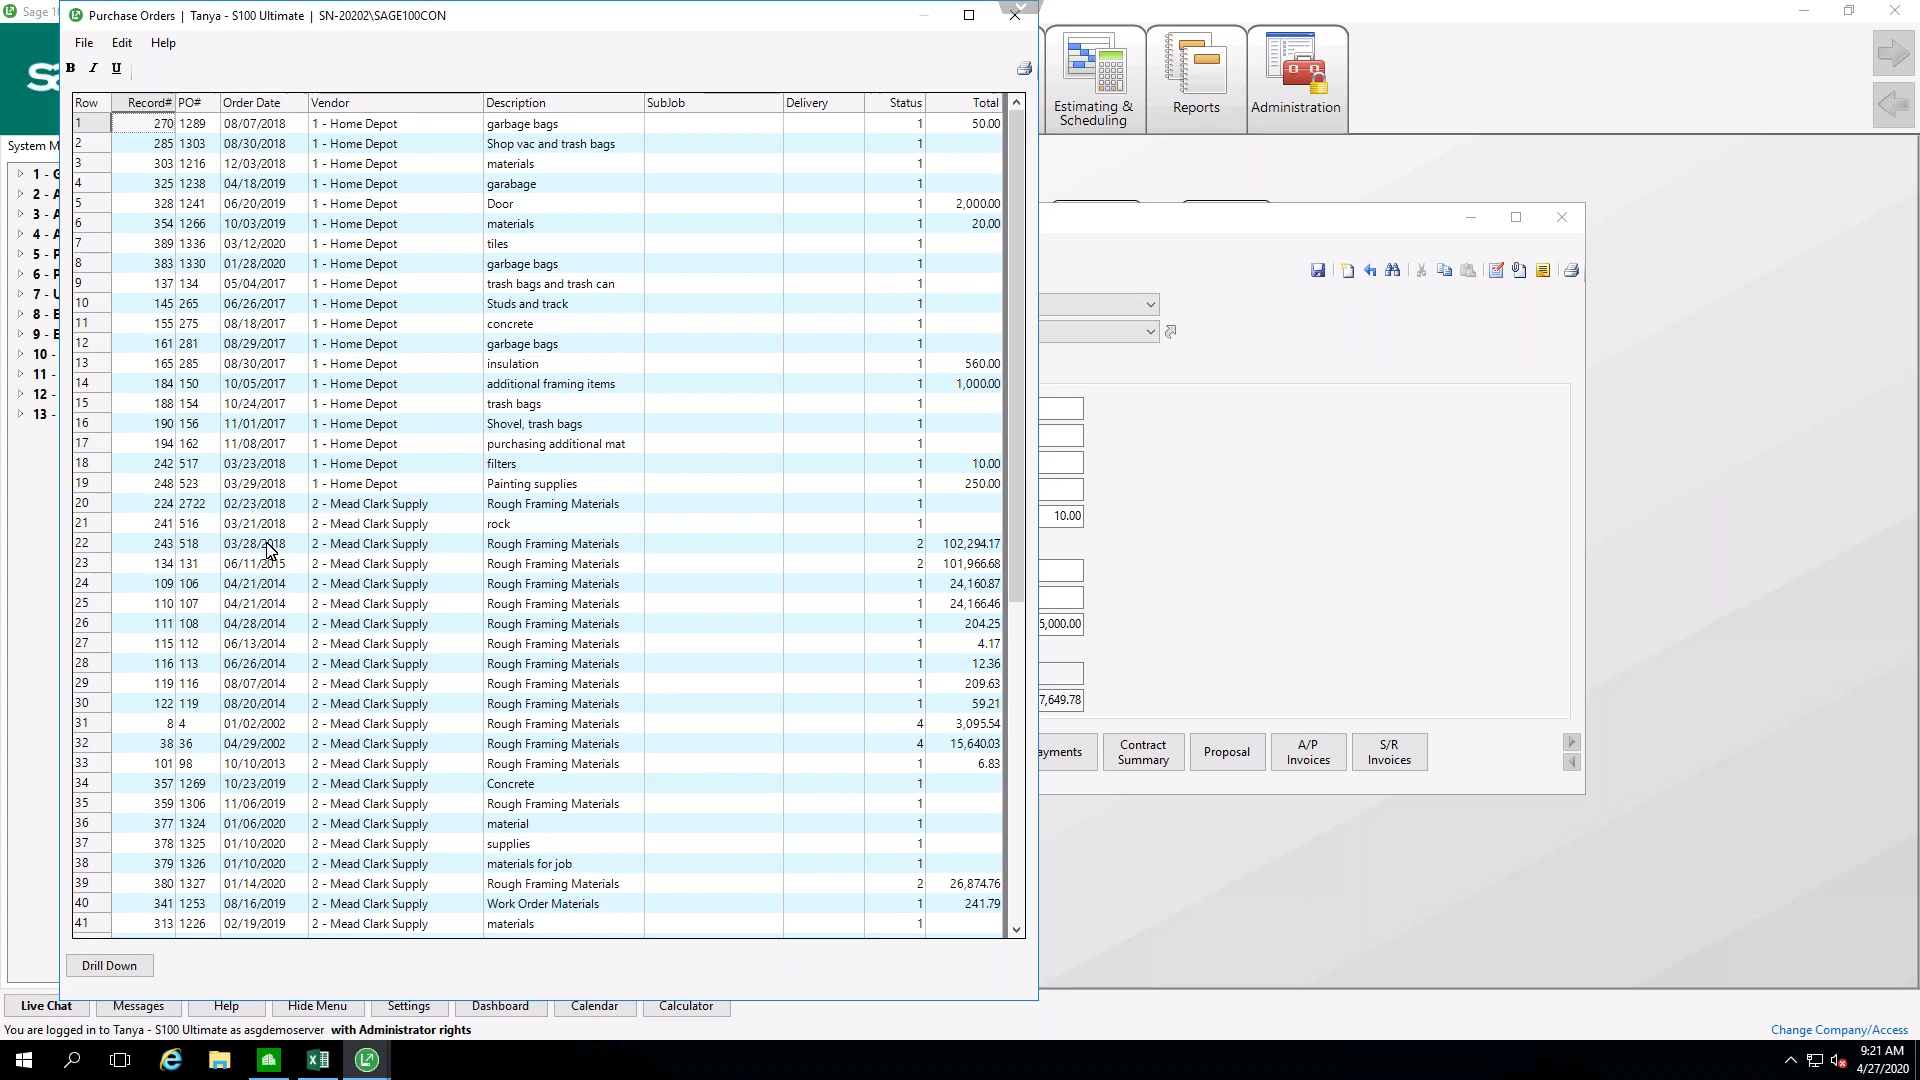 Purchase Orders | Tanya - S100 Ultimate | SN-20202\SAGE100CON
File Edit Help
B I U
Row Record# PO# Order Date Vendor Description SubJob Delivery Status Total
1 270 1289 08/07/2018 1 - Home Depot garbage bags 1 50.00
2 285 1303 08/30/2018 1 - Home Depot Shop vac and trash bags 1
3 303 1216 12/03/2018 1 - Home Depot materials 1
4 325 1238 04/18/2019 1 - Home Depot garabage 1
5 328 1241 06/20/2019 1 - Home Depot Door 1 2,000.00
6 354 1266 10/03/2019 1 - Home Depot materials 1 20.00
7 389 1336 03/12/2020 1 - Home Depot tiles 1
8 383 1330 01/28/2020 1 - Home Depot garbage bags 1
9 137 134 05/04/2017 1 - Home Depot trash bags and trash can 1
10 145 265 06/26/2017 1 - Home Depot Studs and track 1
11 155 275 08/18/2017 1 - Home Depot concrete 1
12 161 281 08/29/2017 1 - Home Depot garbage bags 1
13 165 285 08/30/2017 1 - Home Depot insulation 1 560.00
14 184 150 10/05/2017 1 - Home Depot additional framing items 1 1,000.00
15 188 154 10/24/2017 1 - Home Depot trash bags 1
16 190 156 11/01/2017 1 - Home Depot Shovel, trash bags 1
17 194 162 11/08/2017 1 - Home Depot purchasing additional mat 1
18 242 517 03/23/2018 1 - Home Depot filters 1 10.00
19 248 523 03/29/2018 1 - Home Depot Painting supplies 1 250.00
20 224 2722 02/23/2018 2 - Mead Clark Supply Rough Framing Materials 1
21 241 516 03/21/2018 2 - Mead Clark Supply rock 1
22 243 518 03/28/2018 2 - Mead Clark Supply Rough Framing Materials 2 102,294.17
23 134 131 06/11/2015 2 - Mead Clark Supply Rough Framing Materials 2 101,966.68
24 109 106 04/21/2014 2 - Mead Clark Supply Rough Framing Materials 1 24,160.87
25 110 107 04/21/2014 2 - Mead Clark Supply Rough Framing Materials 1 24,166.46
26 111 108 04/28/2014 2 - Mead Clark Supply Rough Framing Materials 1 204.25
27 115 112 06/13/2014 2 - Mead Clark Supply Rough Framing Materials 1 4.17
28 116 113 06/26/2014 2 - Mead Clark Supply Rough Framing Materials 1 12.36
29 119 116 08/07/2014 2 - Mead Clark Supply Rough Framing Materials 1 209.63
30 122 119 08/20/2014 2 - Mead Clark Supply Rough Framing Materials 1 59.21
31 8 4 01/02/2002 2 - Mead Clark Supply Rough Framing Materials 4 3,095.54
32 38 36 04/29/2002 2 - Mead Clark Supply Rough Framing Materials 4 15,640.03
33 101 98 10/10/2013 2 - Mead Clark Supply Rough Framing Materials 1 6.83
34 357 1269 10/23/2019 2 - Mead Clark Supply Concrete 1
35 359 1306 11/06/2019 2 - Mead Clark Supply Rough Framing Materials 1
36 377 1324 01/06/2020 2 - Mead Clark Supply material 1
37 378 1325 01/10/2020 2 - Mead Clark Supply supplies 1
38 379 1326 01/10/2020 2 - Mead Clark Supply materials for job 1
39 380 1327 01/14/2020 2 - Mead Clark Supply Rough Framing Materials 2 26,874.76
40 341 1253 08/16/2019 2 - Mead Clark Supply Work Order Materials 1 241.79
41 313 1226 02/19/2019 2 - Mead Clark Supply materials 1
Drill Down
Sage 10
Sa
System M
1 - G
2 - A
3 - A
4 - A
5 - P
6 - P
7 - U
8 - E
9 - E
10 -
11 -
12 -
13 -
Estimating &
Scheduling
Reports
Administration
10.00
5,000.00
7,649.78
ayments
Contract
Summary
Proposal
A/P
Invoices
S/R
Invoices
Live Chat Messages Help Hide Menu Settings Dashboard Calendar Calculator
You are logged in to Tanya - S100 Ultimate as asgdemoserver with Administrator rights
Change Company/Access
9:21 AM
4/27/2020